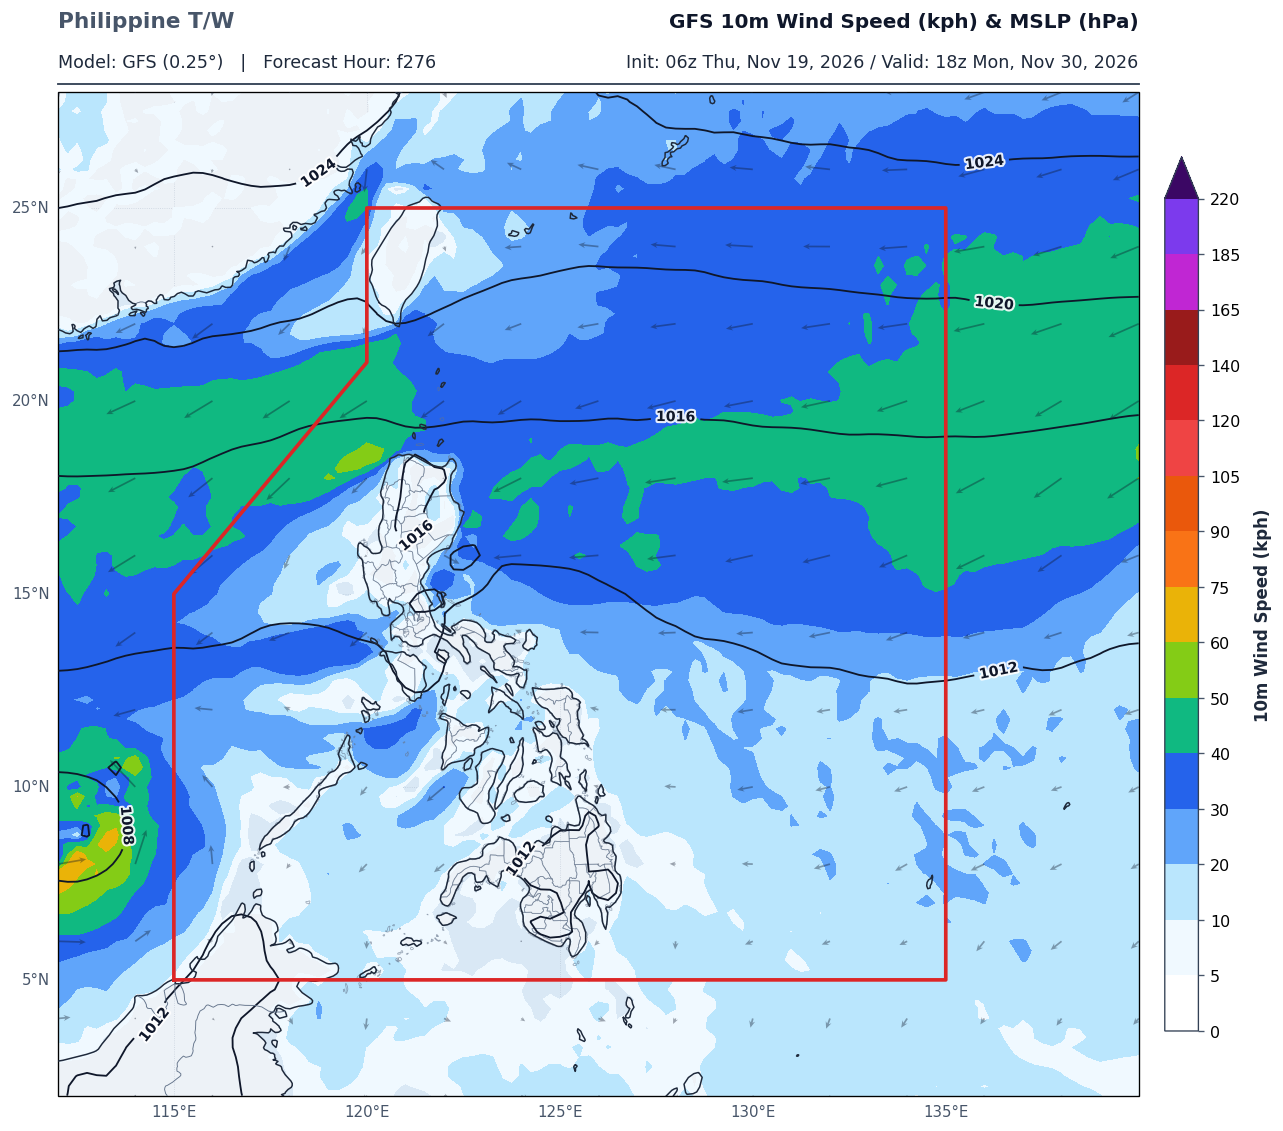 Philippine T/W
GFS 10m Wind Speed (kph) & MSLP (hPa)
Model: GFS (0.25°)   |   Forecast Hour: f276
Init: 06z Thu, Nov 19, 2026 / Valid: 18z Mon, Nov 30, 2026
1024
1024
1020
1016
1016
1012
1008
1012
1012
25°N
20°N
15°N
10°N
5°N
115°E
120°E
125°E
130°E
135°E
220
185
165
140
120
105
90
75
60
50
40
30
20
10
5
0
10m Wind Speed (kph)